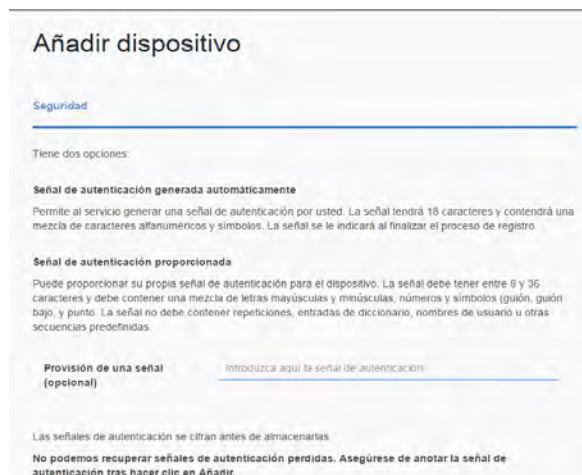 Añadir dispositivo
Seguridad
Tiene dos opciones:
Señal de autenticación generada automáticamente
Permite al servicio generar una señal de autenticación por usted. La señal tendrá 18 caracteres y contendrá una
mezcla de caracteres alfanuméricos y símbolos. La señal se le indicará al finalizar el proceso de registro.
Señal de autenticación proporcionada
Puede proporcionar su propia señal de autenticación para el dispositivo. La señal debe tener entre 8 y 36
caracteres y debe contener una mezcla de letras mayúsculas y minúsculas, números y símbolos (guión, guión
bajo, y punto. La señal no debe contener repeticiones, entradas de diccionario, nombres de usuario u otras
secuencias predefinidas.
Provisión de una señal
(opcional)
Introduzca aquí la señal de autenticación
Las señales de autenticación se cifran antes de almacenarlas.
No podemos recuperar señales de autenticación perdidas. Asegúrese de anotar la señal de
autenticación tras hacer clic en Añadir.